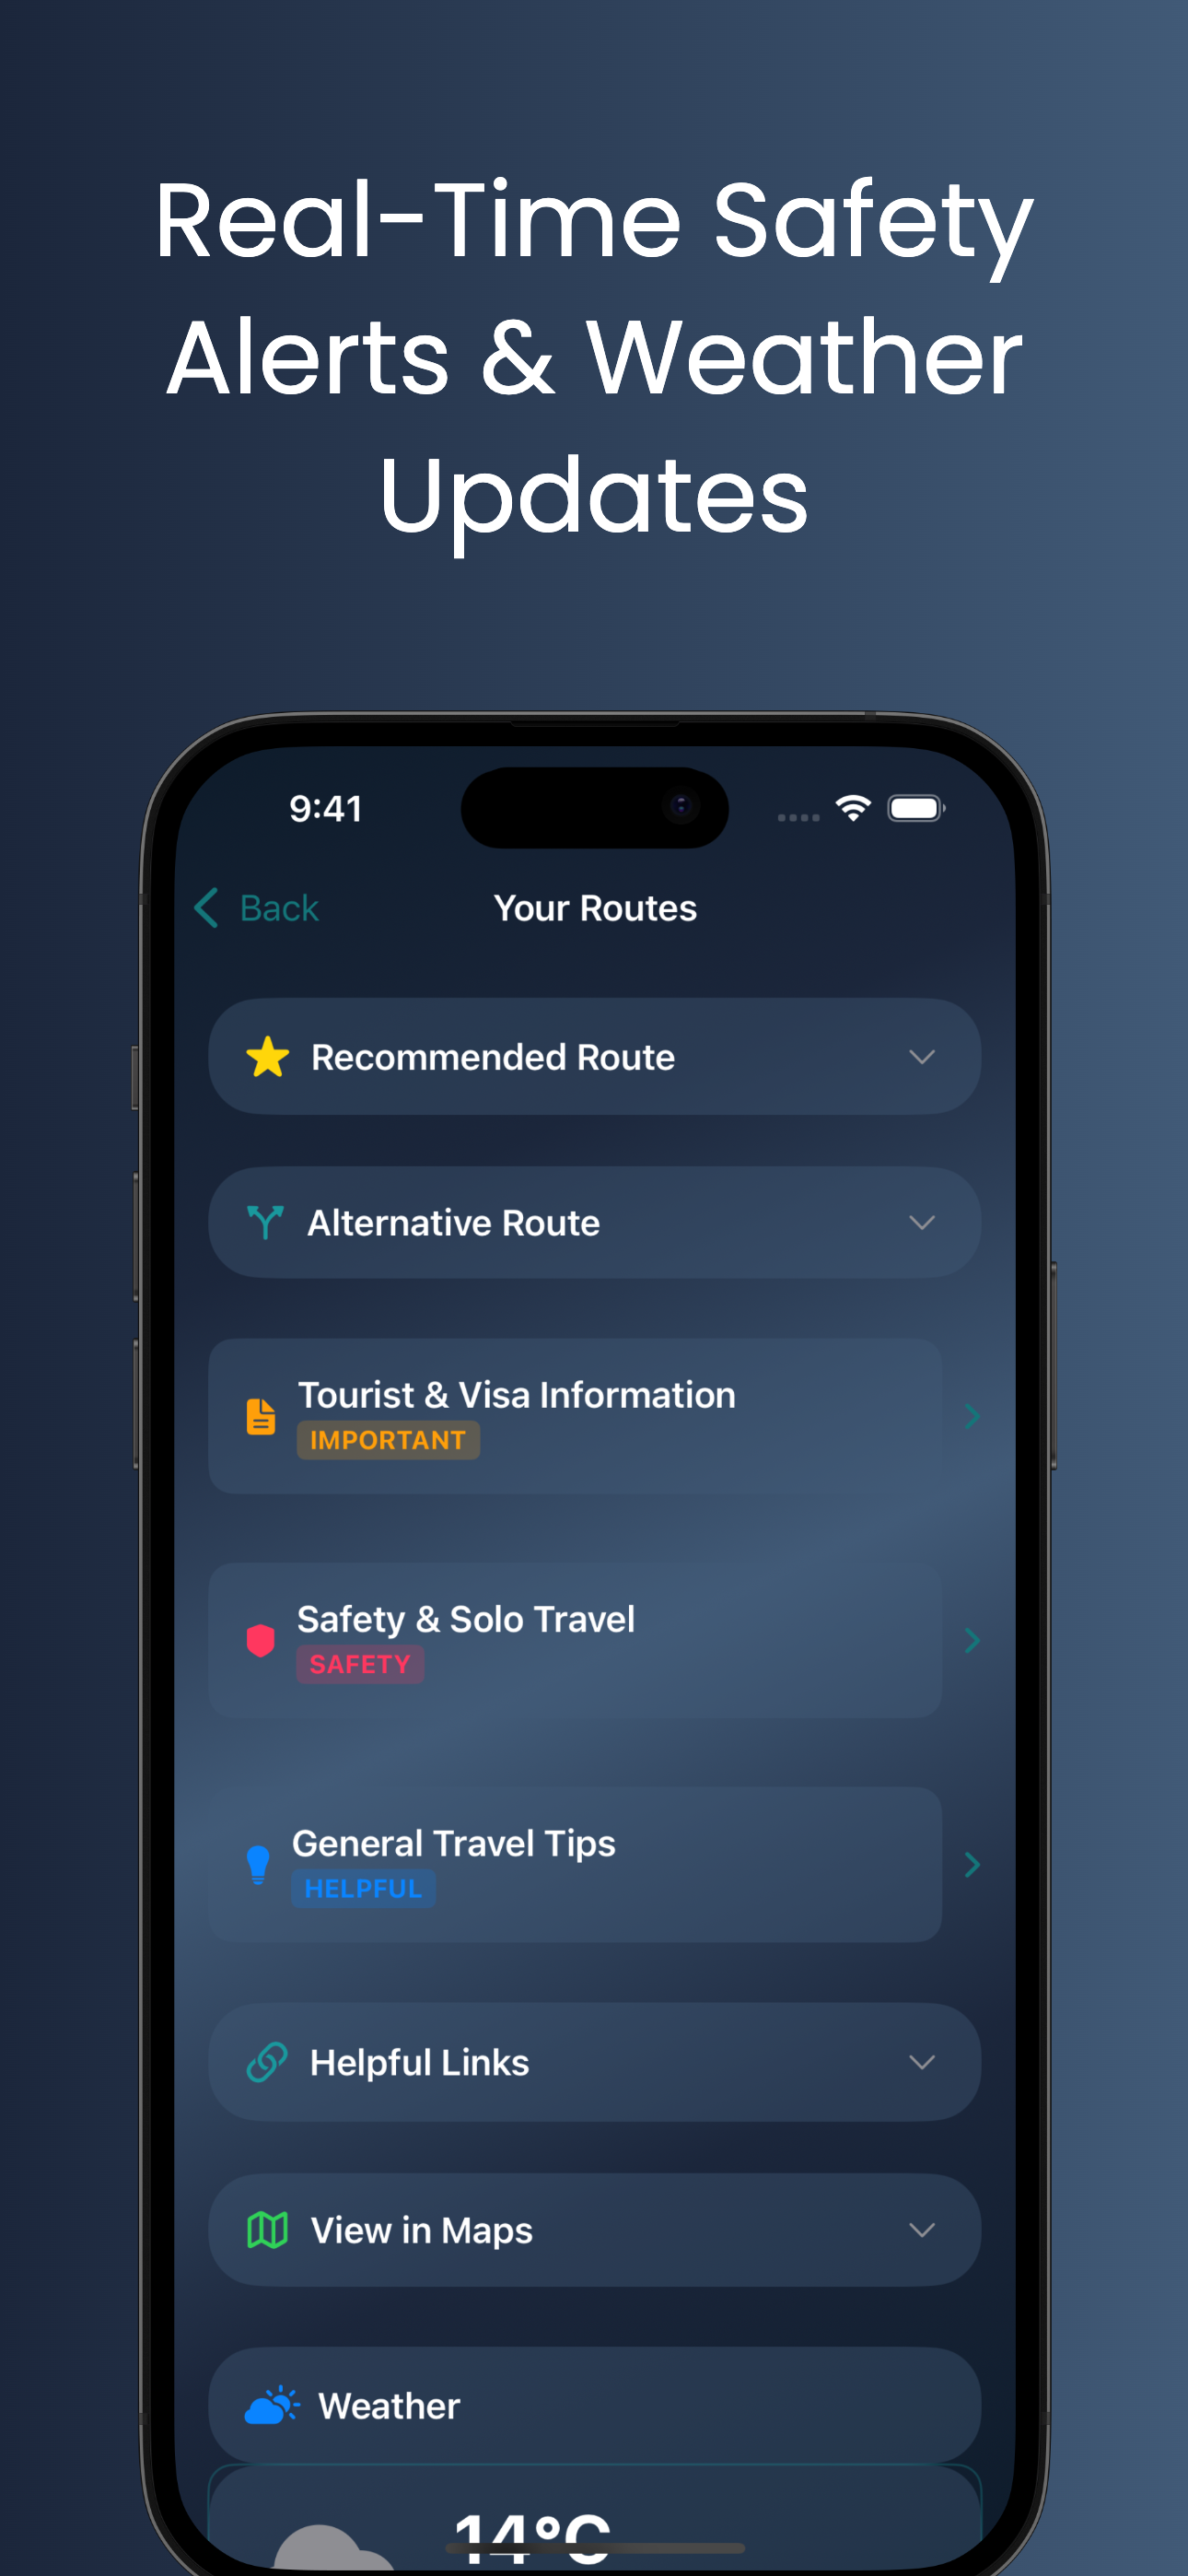 Real-Time Safety
Alerts & Weather
Updates
9:41
Back
Your Routes
Recommended Route
Alternative Route
Tourist & Visa Information
IMPORTANT
Safety & Solo Travel
SAFETY
General Travel Tips
HELPFUL
Helpful Links
View in Maps
Weather
14°C